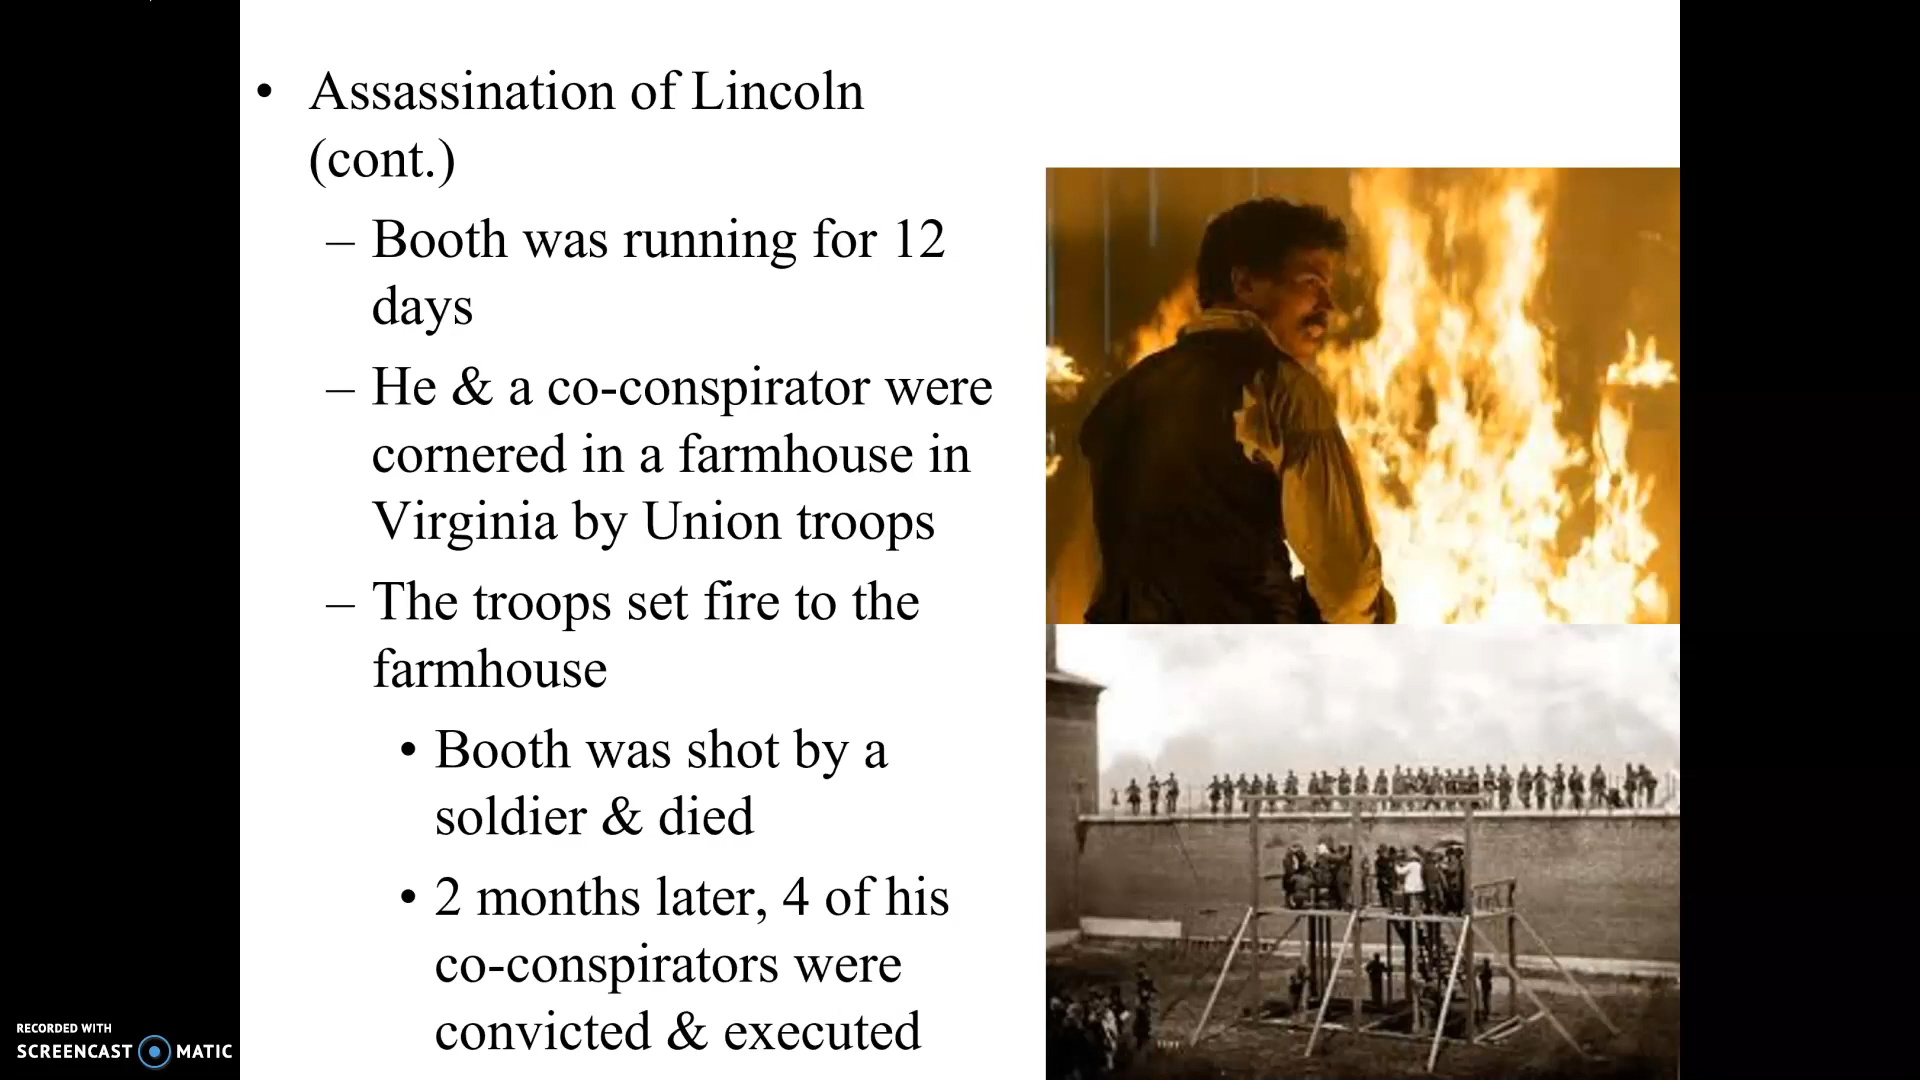 • Assassination of Lincoln
(cont.)
– Booth was running for 12
days
– He & a co-conspirator were
cornered in a farmhouse in
Virginia by Union troops
– The troops set fire to the
farmhouse
• Booth was shot by a
soldier & died
• 2 months later, 4 of his
co-conspirators were
convicted & executed
RECORDED WITH
SCREENCAST MATIC